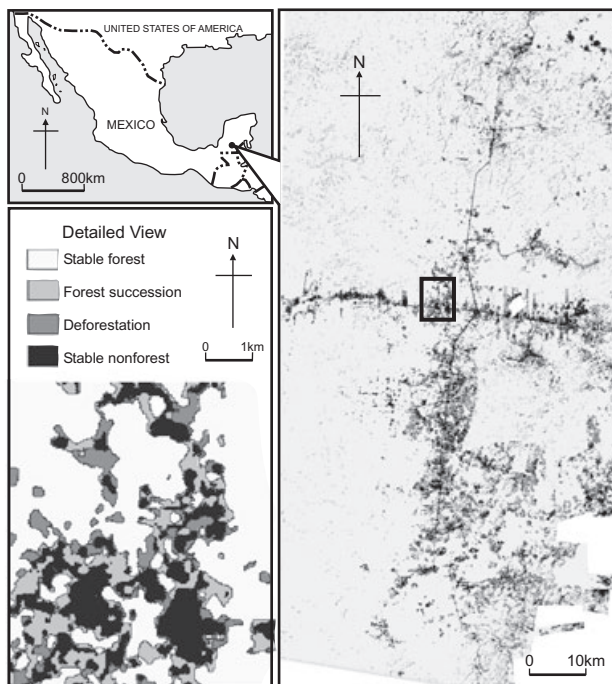 UNITED STATES OF AMERICA
N
MEXICO
0 800km
N
Detailed View
N
Stable forest
Forest succession
Deforestation
Stable nonforest
0 1km
0 10km